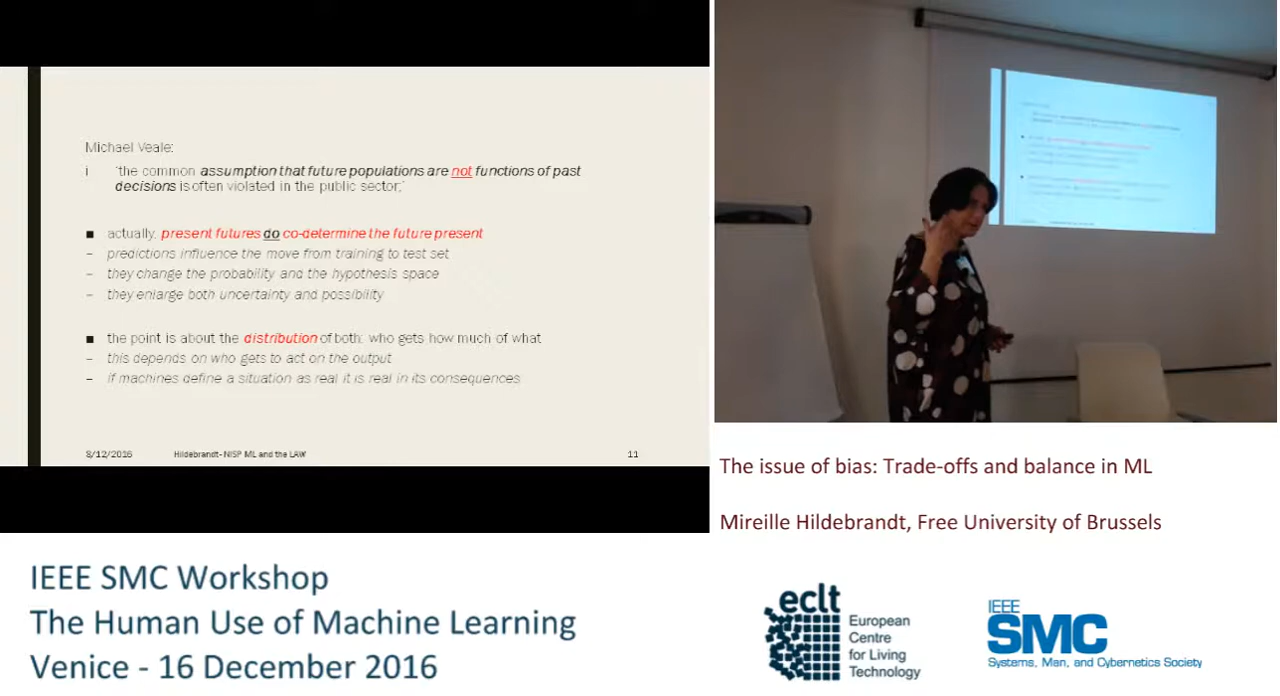 Michael Veale:
i 'the common assumption that future populations are not functions of past
decisions is often violated in the public sector;'
■ actually, present futures do co-determine the future present
– predictions influence the move from training to test set
– they change the probability and the hypothesis space
– they enlarge both uncertainty and possibility
■ the point is about the distribution of both: who gets how much of what
– this depends on who gets to act on the output
– if machines define a situation as real it is real in its consequences
8/12/2016 Hildebrandt- NISP ML and the LAW 11
The issue of bias: Trade-offs and balance in ML
Mireille Hildebrandt, Free University of Brussels
IEEE SMC Workshop
The Human Use of Machine Learning
Venice - 16 December 2016
eclt
European
Centre
for Living
Technology
IEEE
SMC
Systems, Man, and Cybernetics Society